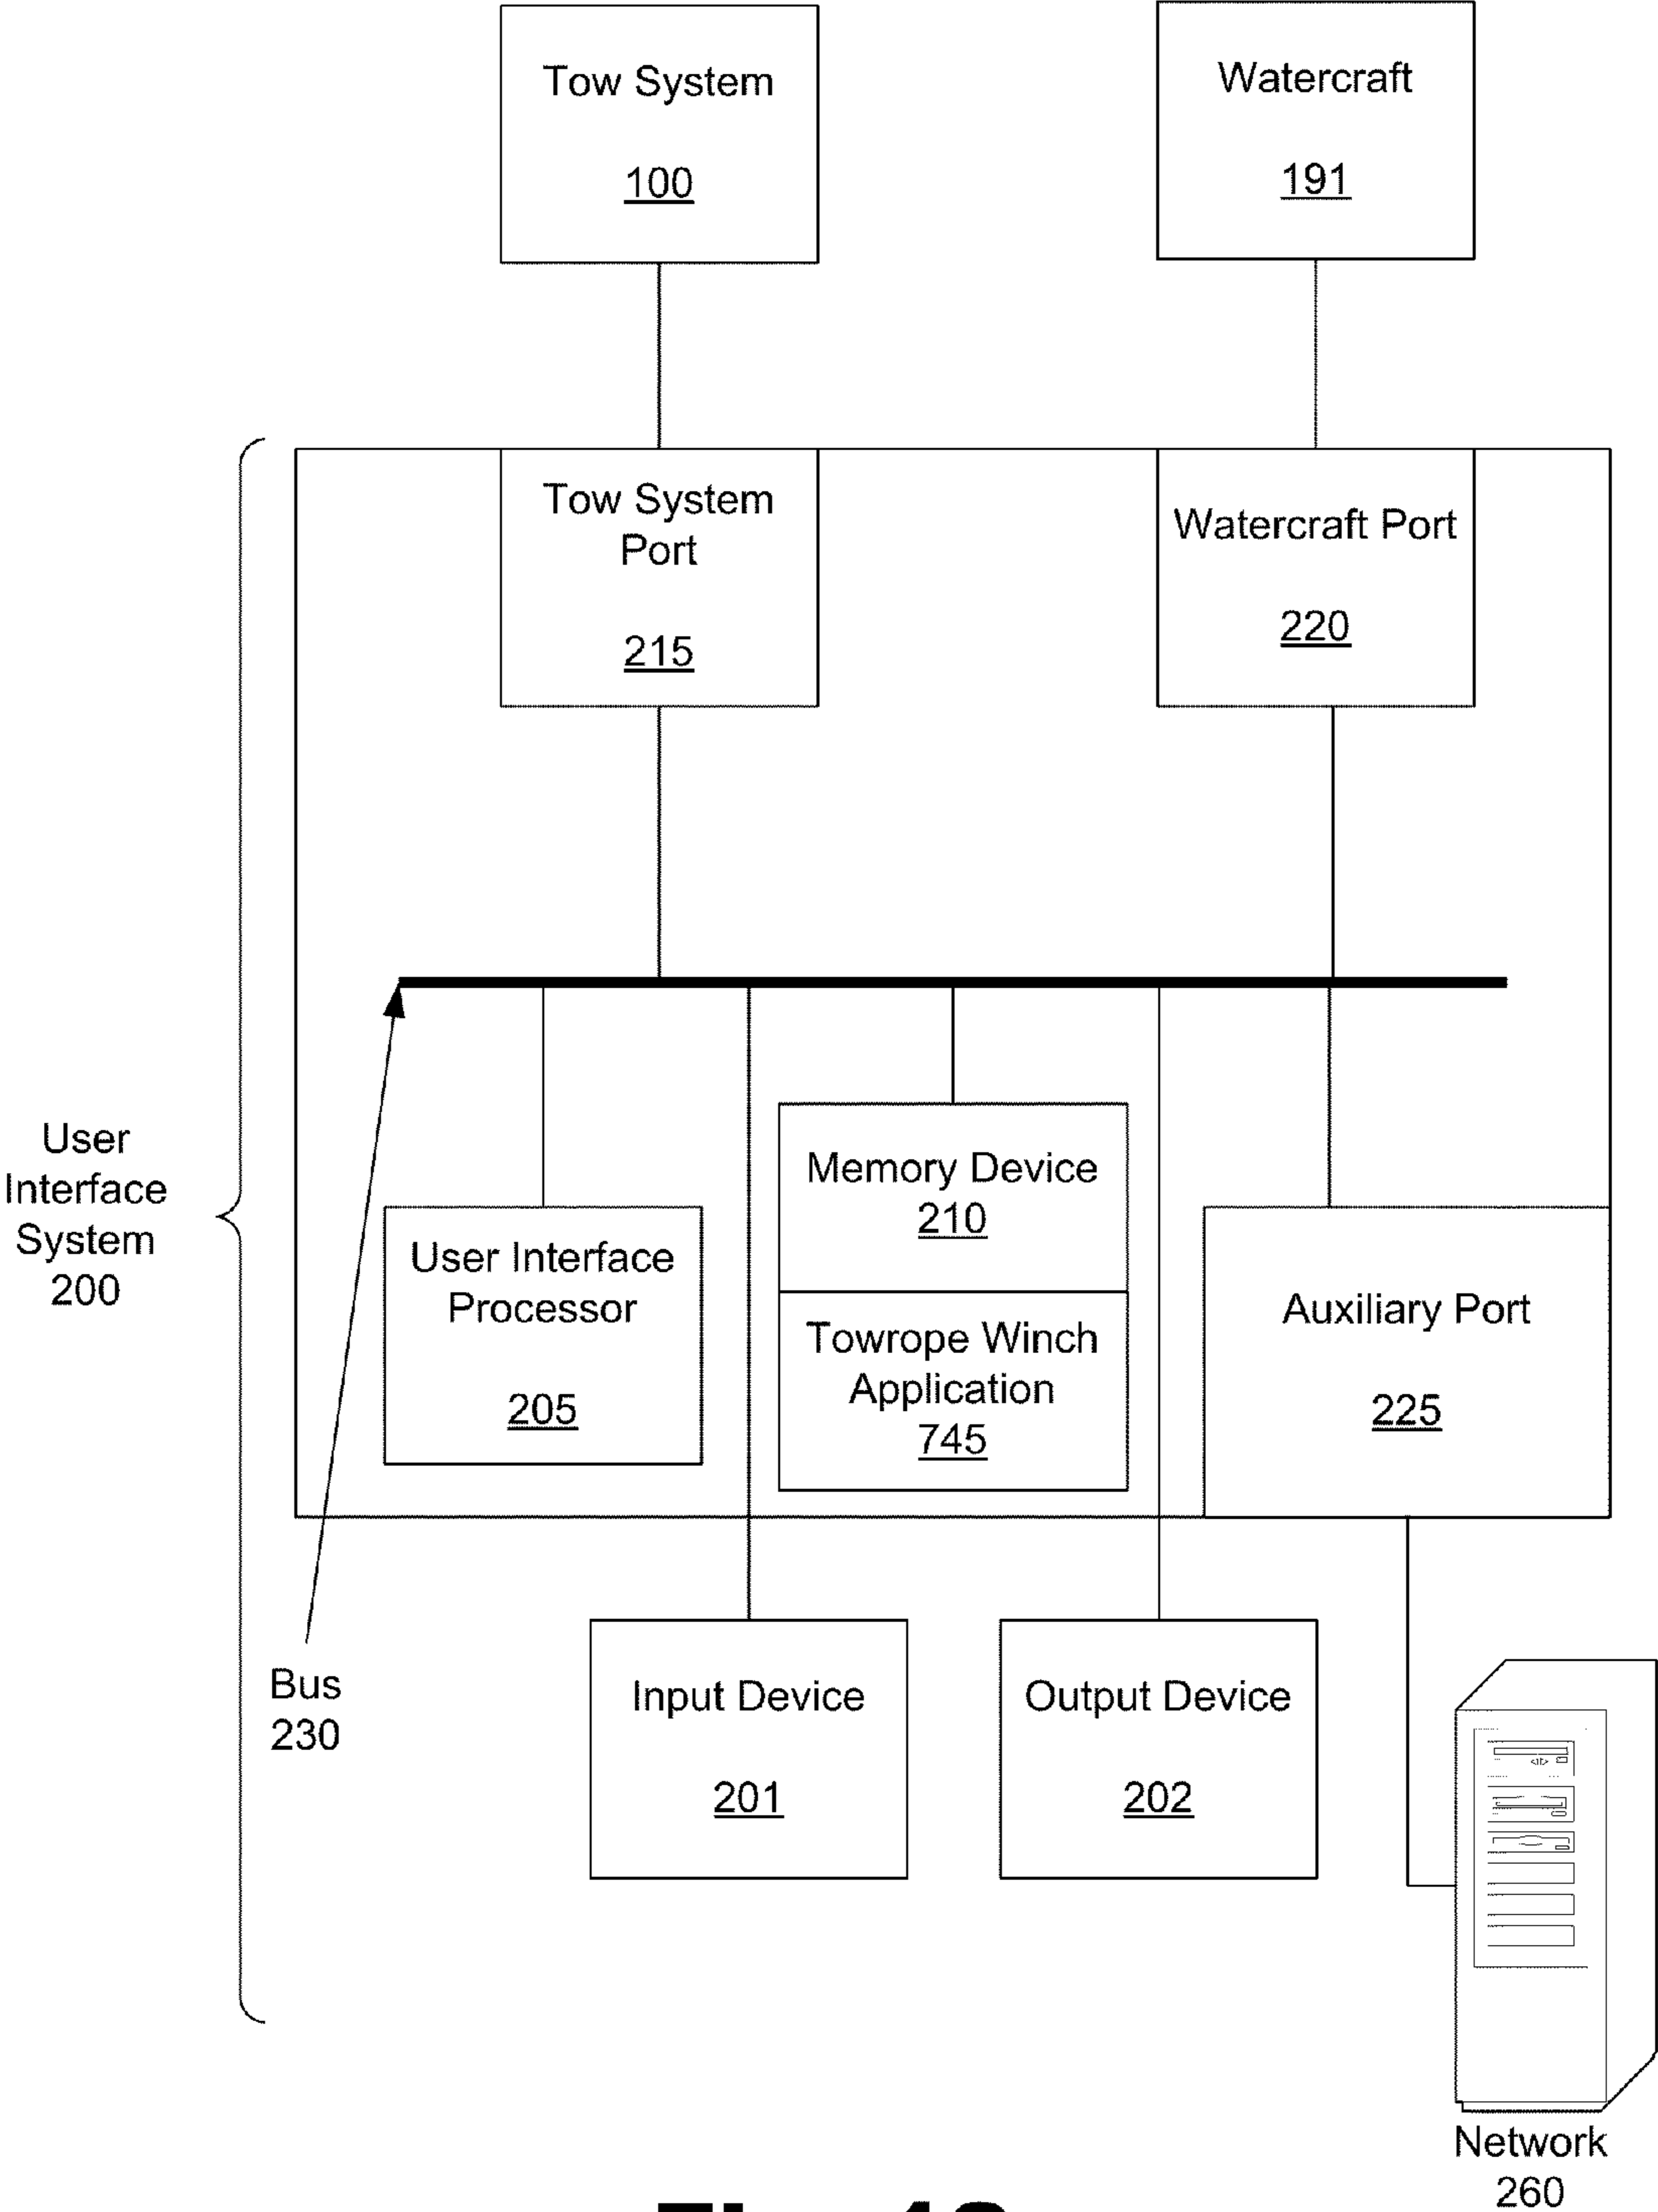 Tow System
100
Watercraft
191
Tow System
Port
215
Watercraft Port
220
User
Interface
System
200
Memory Device
210
User Interface
Processor
205
Towrope Winch
Application
745
Auxiliary Port
225
Bus
230
Input Device
201
Output Device
202
Network
260